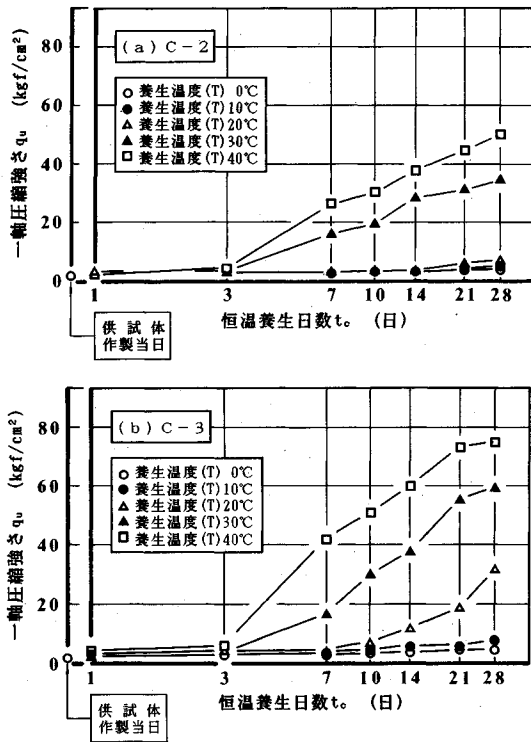 一軸圧縮強さ qu (kgf/cm²)
80
60
40
20
0
(a) C-2
養生温度(T) 0℃
養生温度(T) 10℃
養生温度(T) 20℃
養生温度(T) 30℃
養生温度(T) 40℃
1 3 7 10 14 21 28
恒温養生日数t。 (日)
供試体
作製当日
一軸圧縮強さ qu (kgf/cm²)
80
60
40
20
0
(b) C-3
養生温度(T) 0℃
養生温度(T) 10℃
養生温度(T) 20℃
養生温度(T) 30℃
養生温度(T) 40℃
1 3 7 10 14 21 28
恒温養生日数t。 (日)
供試体
作製当日